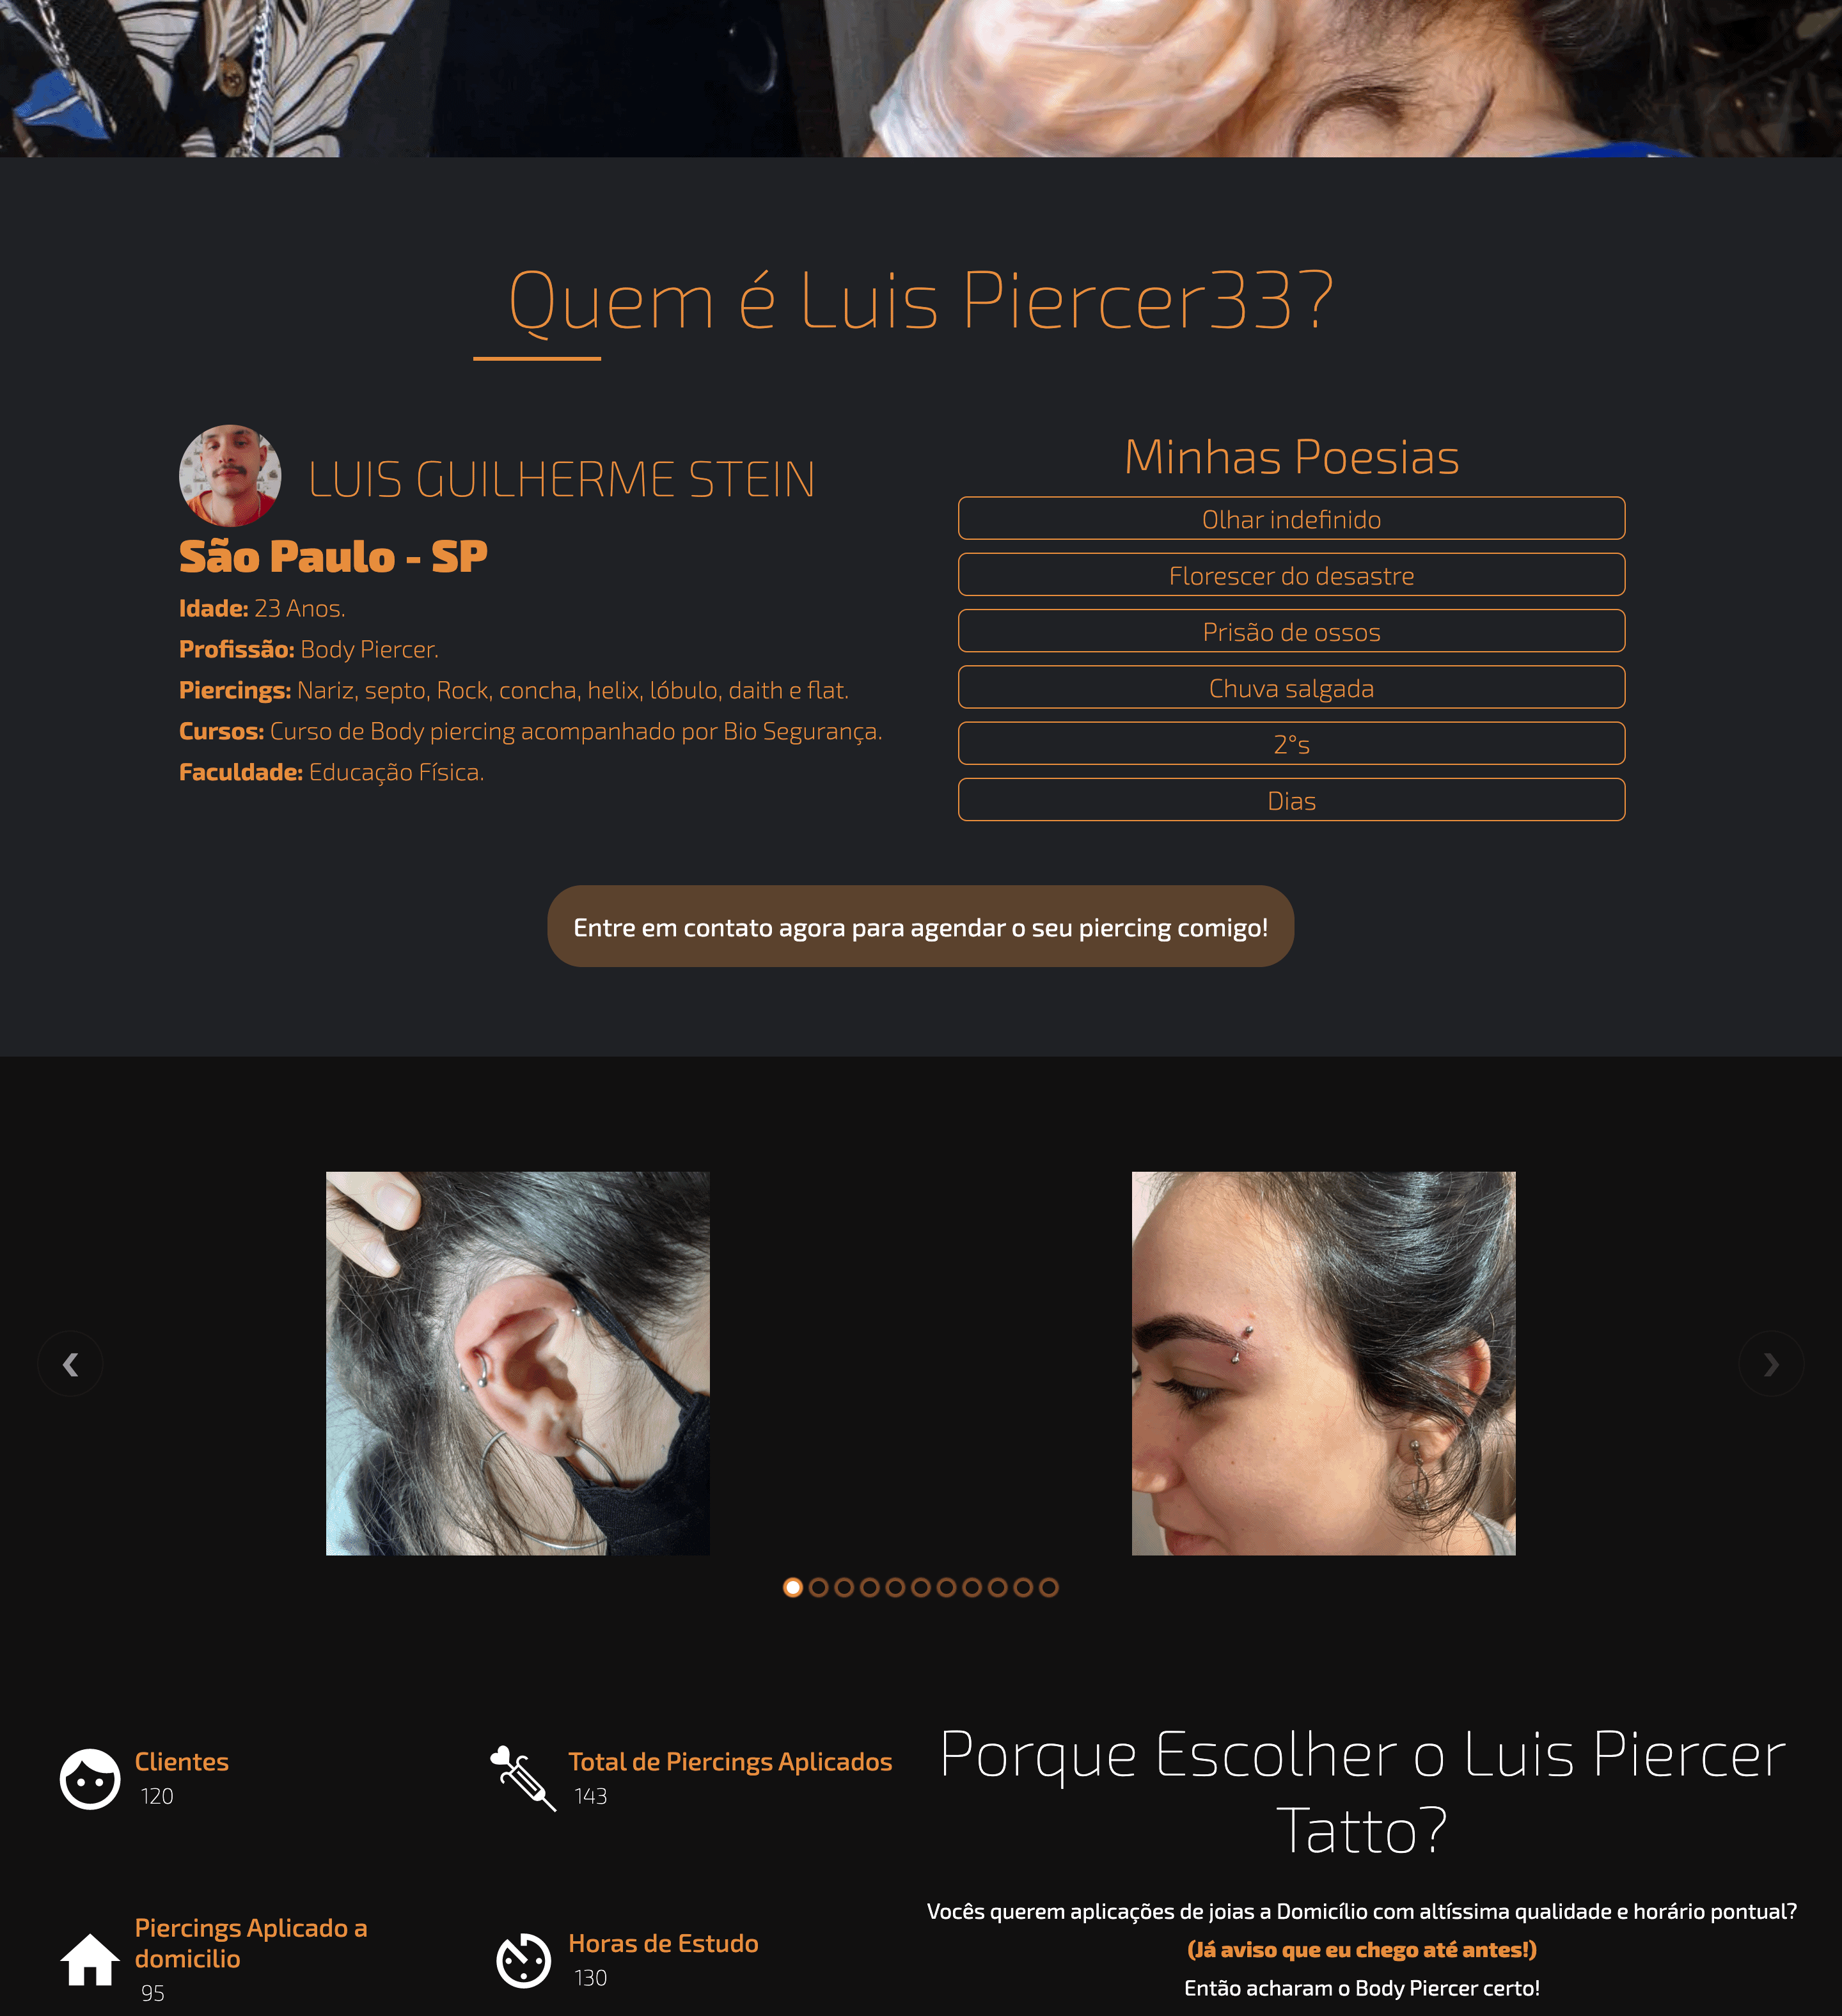 Quem é Luis Piercer33?
LUIS GUILHERME STEIN
São Paulo - SP
Idade: 23 Anos.
Profissão: Body Piercer.
Piercings: Nariz, septo, Rock, concha, helix, lóbulo, daith e flat.
Cursos: Curso de Body piercing acompanhado por Bio Segurança.
Faculdade: Educação Física.
Minhas Poesias
Olhar indefinido
Florescer do desastre
Prisão de ossos
Chuva salgada
2°s
Dias
Entre em contato agora para agendar o seu piercing comigo!
Clientes
120
Total de Piercings Aplicados
143
Piercings Aplicado a
domicilio
95
Horas de Estudo
130
Porque Escolher o Luis Piercer
Tatto?
Vocês querem aplicações de joias a Domicílio com altíssima qualidade e horário pontual?
(Já aviso que eu chego até antes!)
Então acharam o Body Piercer certo!